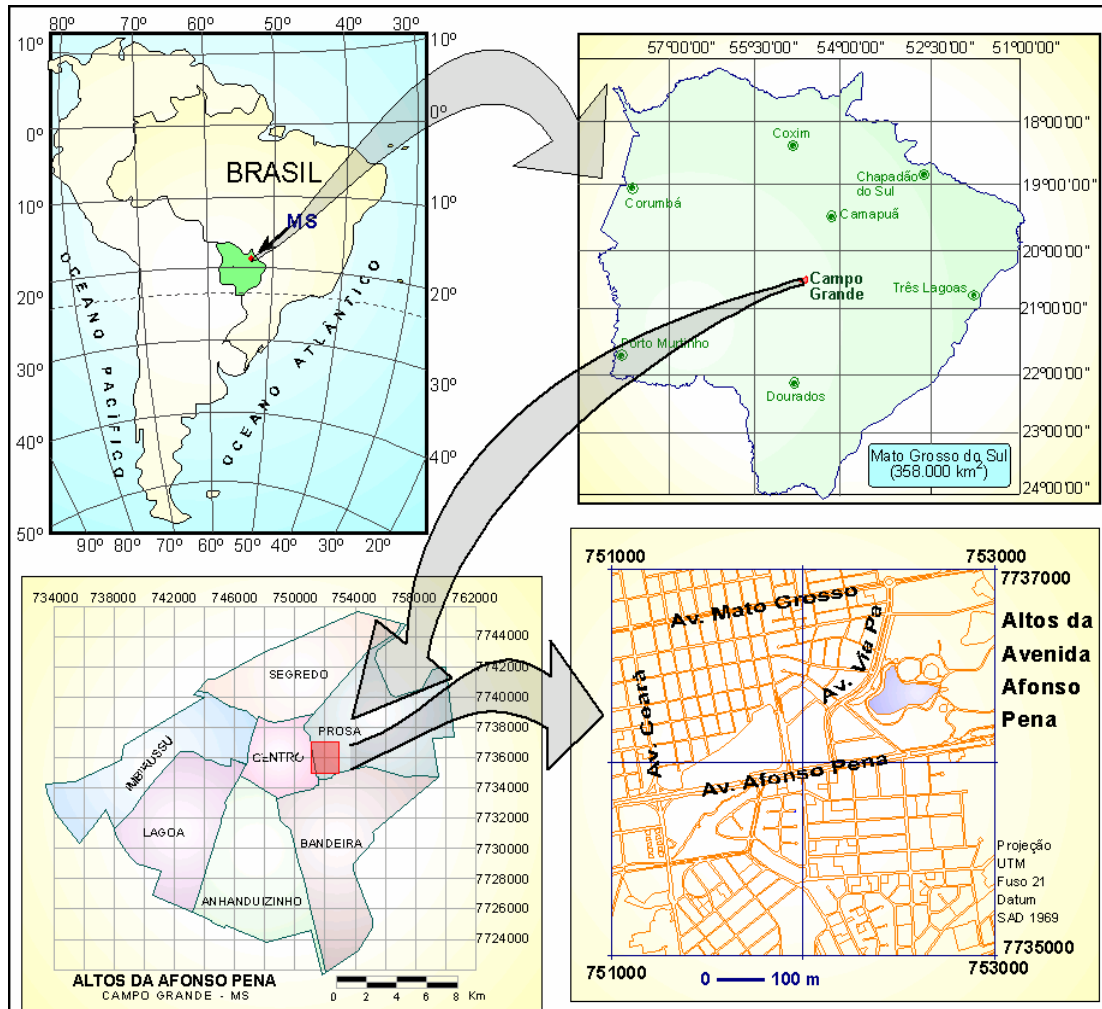 80º 70º 60º 50º 40º 30º
10º
0º
10º
20º
30º
40º
50º
10º
0º
10º
20º
30º
40º
90º 80º 70º 60º 50º 40º 30º 20º
BRASIL
MS
OCEANO PACÍFICO
OCEANO ATLÂNTICO
57°00'00" 55°30'00" 54°00'00" 52°30'00" 51°00'00"
18°00'00"
19°00'00"
20°00'00"
21°00'00"
22°00'00"
23°00'00"
24°00'00"
Coxim
Chapadão
do Sul
Corumbá
Camapuã
Campo
Grande
Três Lagoas
Porto Murtinho
Dourados
Mato Grosso do Sul
(358.000 km²)
734000 742000 746000 750000 754000 758000 762000
7744000
7742000
7740000
7738000
7736000
7734000
7732000
7730000
7728000
7726000
7724000
SEGREDO
PROSA
IMBIRUSSU
CENTRO
LAGOA
BANDEIRA
ANHANDUIZINHO
ALTOS DA AFONSO PENA
CAMPO GRANDE - MS
0 2 4 6 8 Km
751000 753000
7737000
Av. Mato Grosso
Av. Via Pa
Av. Ceará
Av. Afonso Pena
Altos da
Avenida
Afonso
Pena
Projeção
UTM
Fuso 21
Datum
SAD 1969
7735000
751000 753000
0 100 m